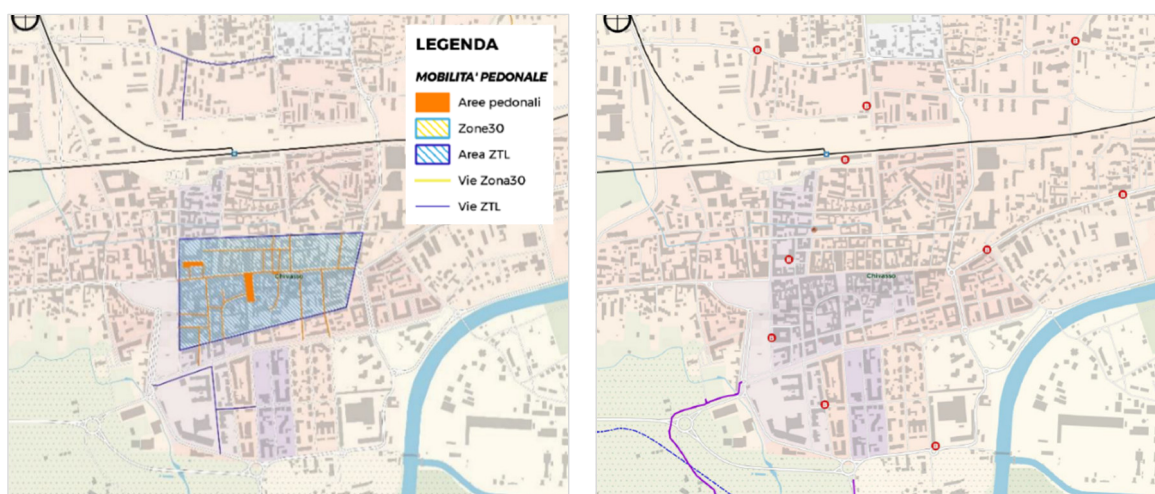 LEGENDA
MOBILITA' PEDONALE
Aree pedonali
Zone30
Area ZTL
Vie Zona30
Vie ZTL
Chivasso
Chivasso